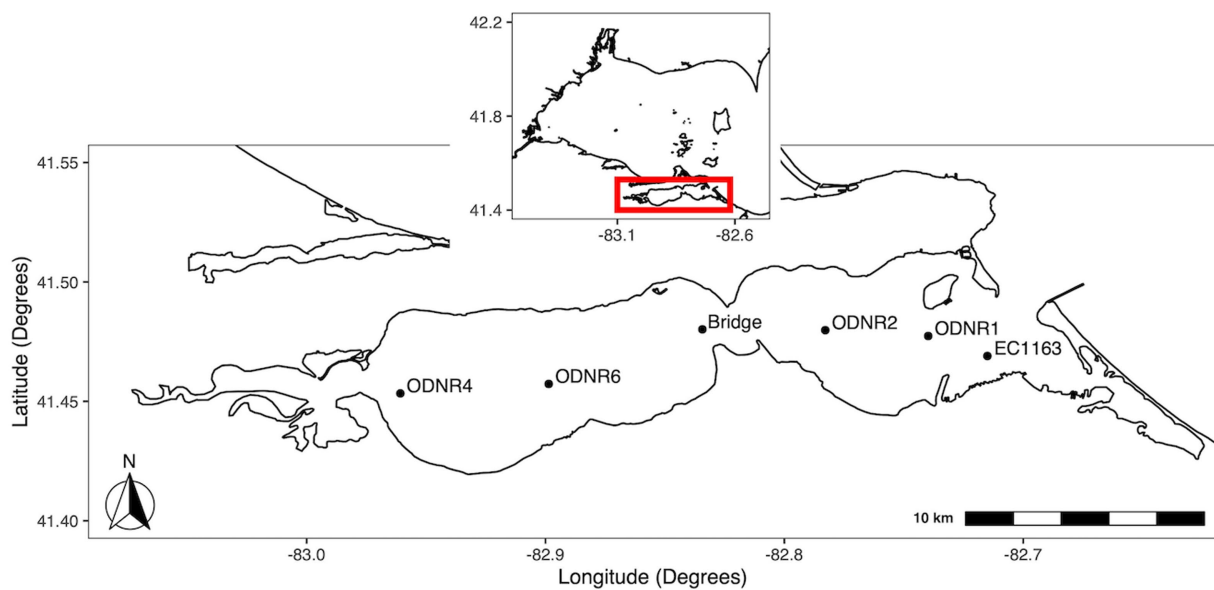 42.2
41.8
41.4
-83.1
-82.6
41.55
41.50
41.45
41.40
Latitude (Degrees)
Bridge
ODNR2
ODNR1
EC1163
ODNR6
ODNR4
N
10 km
-83.0
-82.9
-82.8
-82.7
Longitude (Degrees)